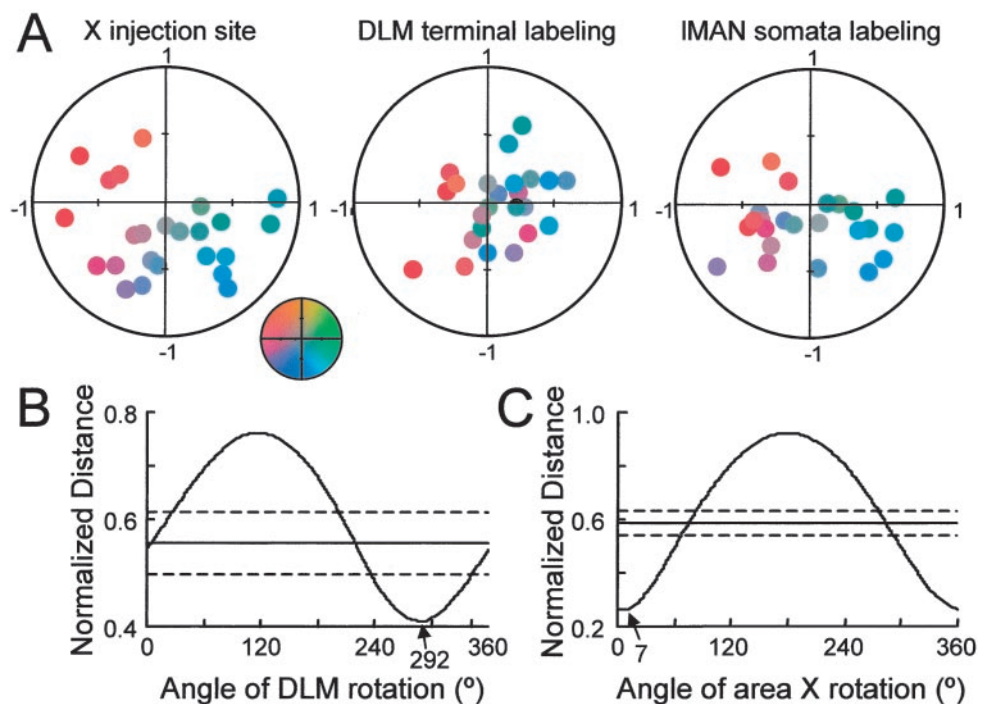 A
X injection site
DLM terminal labeling
lMAN somata labeling
1
1
1
-1
1
-1
1
-1
1
-1
-1
-1
B
C
Normalized Distance
0.8
0.6
0.4
0
120
240
360
292
Angle of DLM rotation (º)
Normalized Distance
1.0
0.6
0.2
0
120
240
360
7
Angle of area X rotation (º)